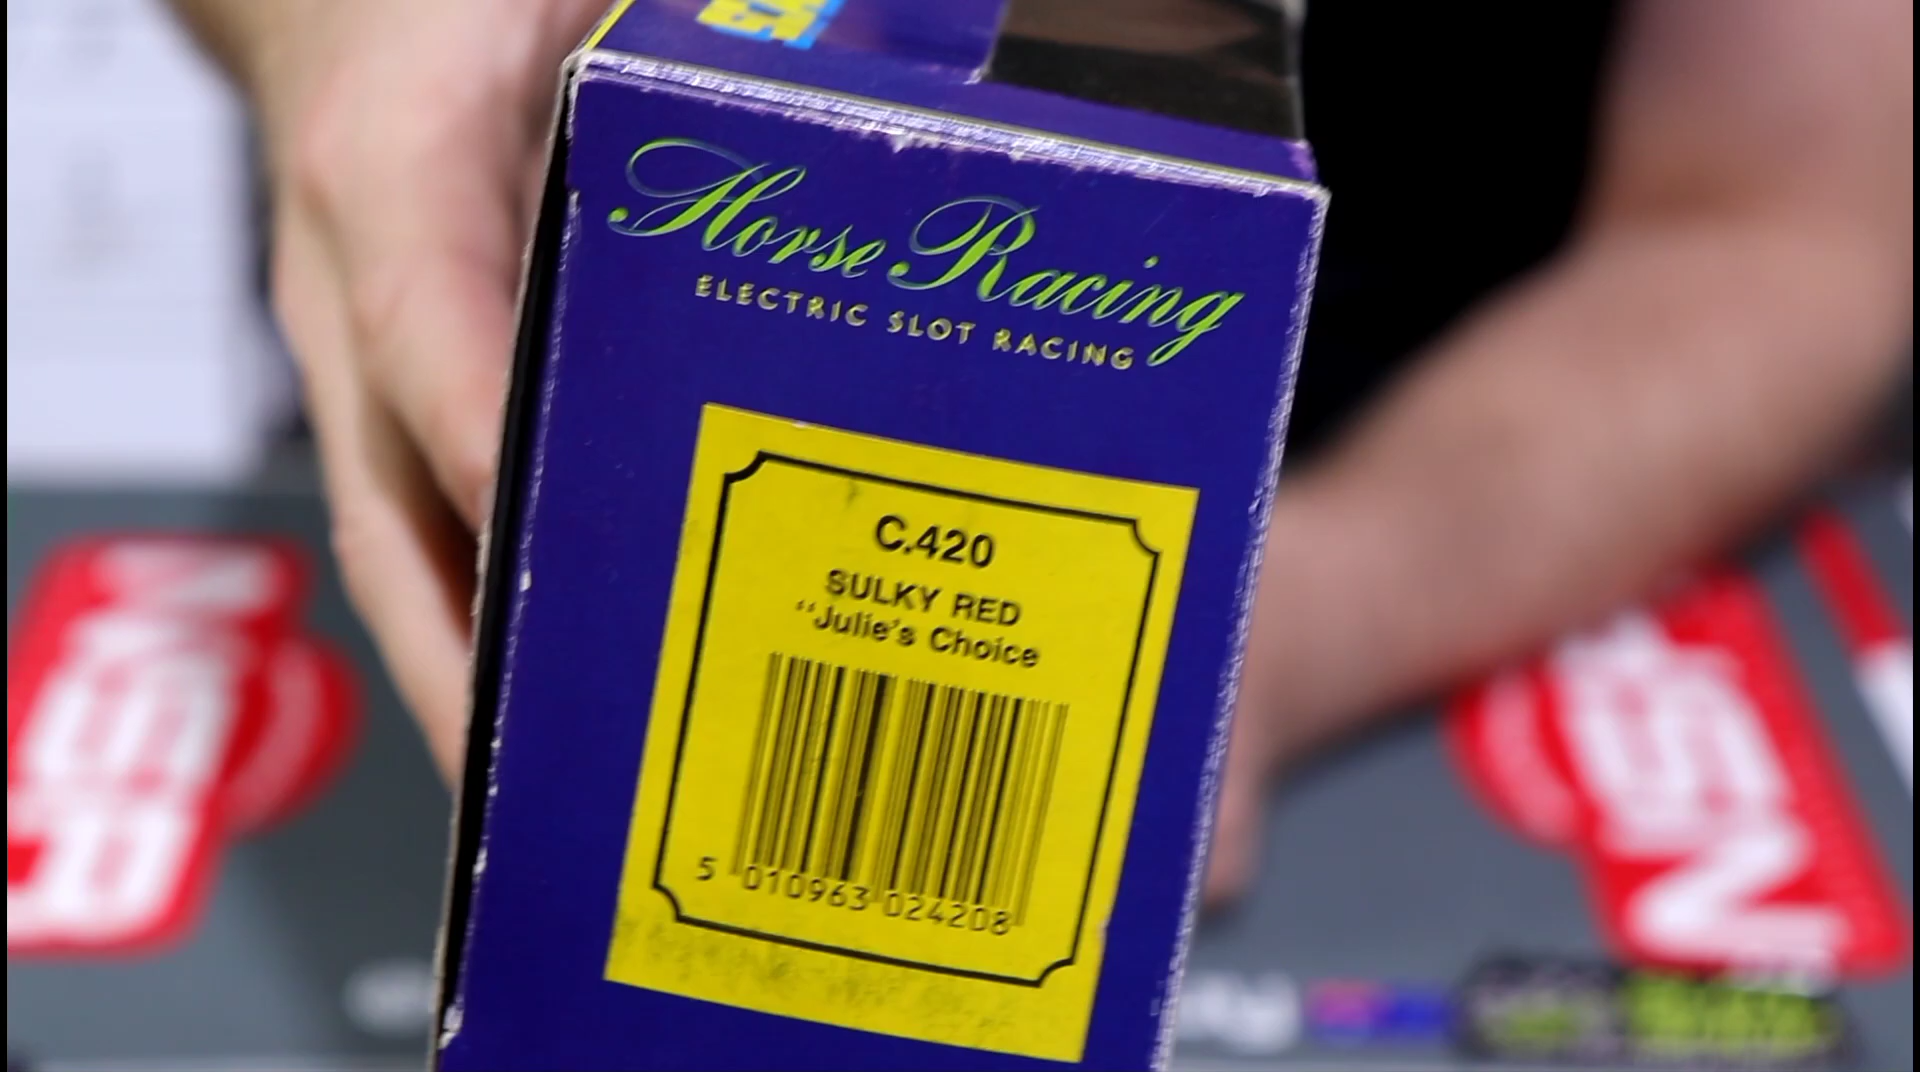 Horse Racing
ELECTRIC SLOT RACING
C.420
SULKY RED
“Julie's Choice
5 010963 024208